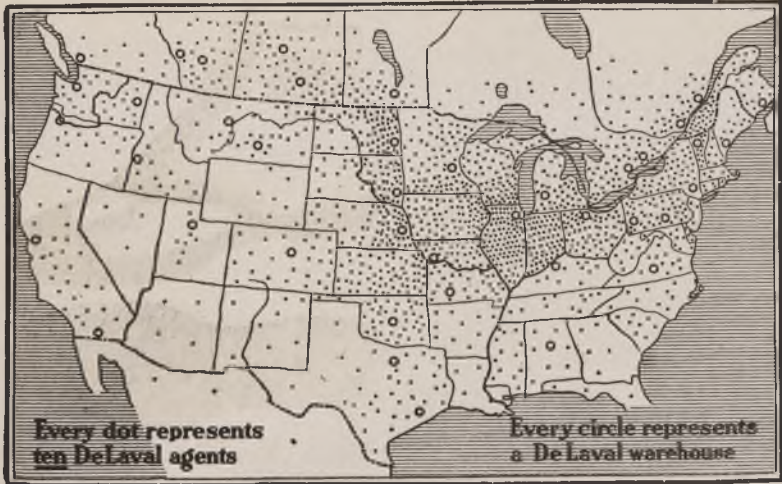 Every dot represents
ten DeLaval agents
Every circle represents
a De Laval warehouse